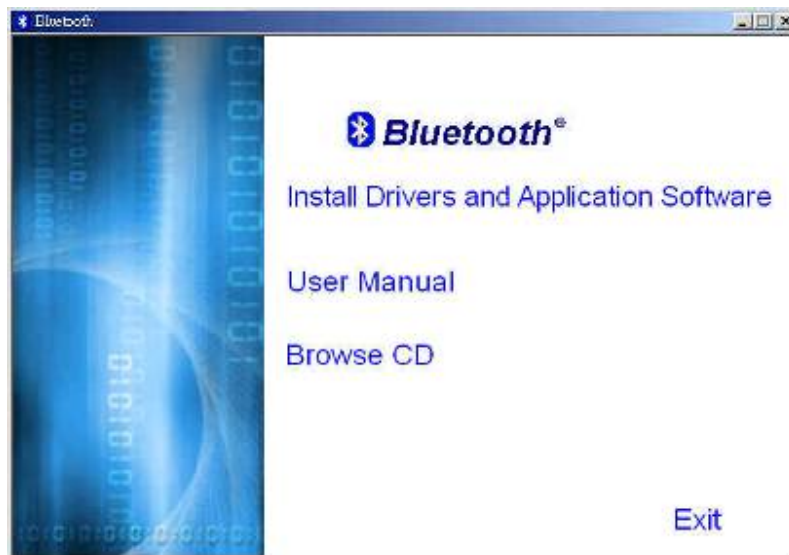 Bluetooth
Bluetooth®
Install Drivers and Application Software
User Manual
Browse CD
Exit